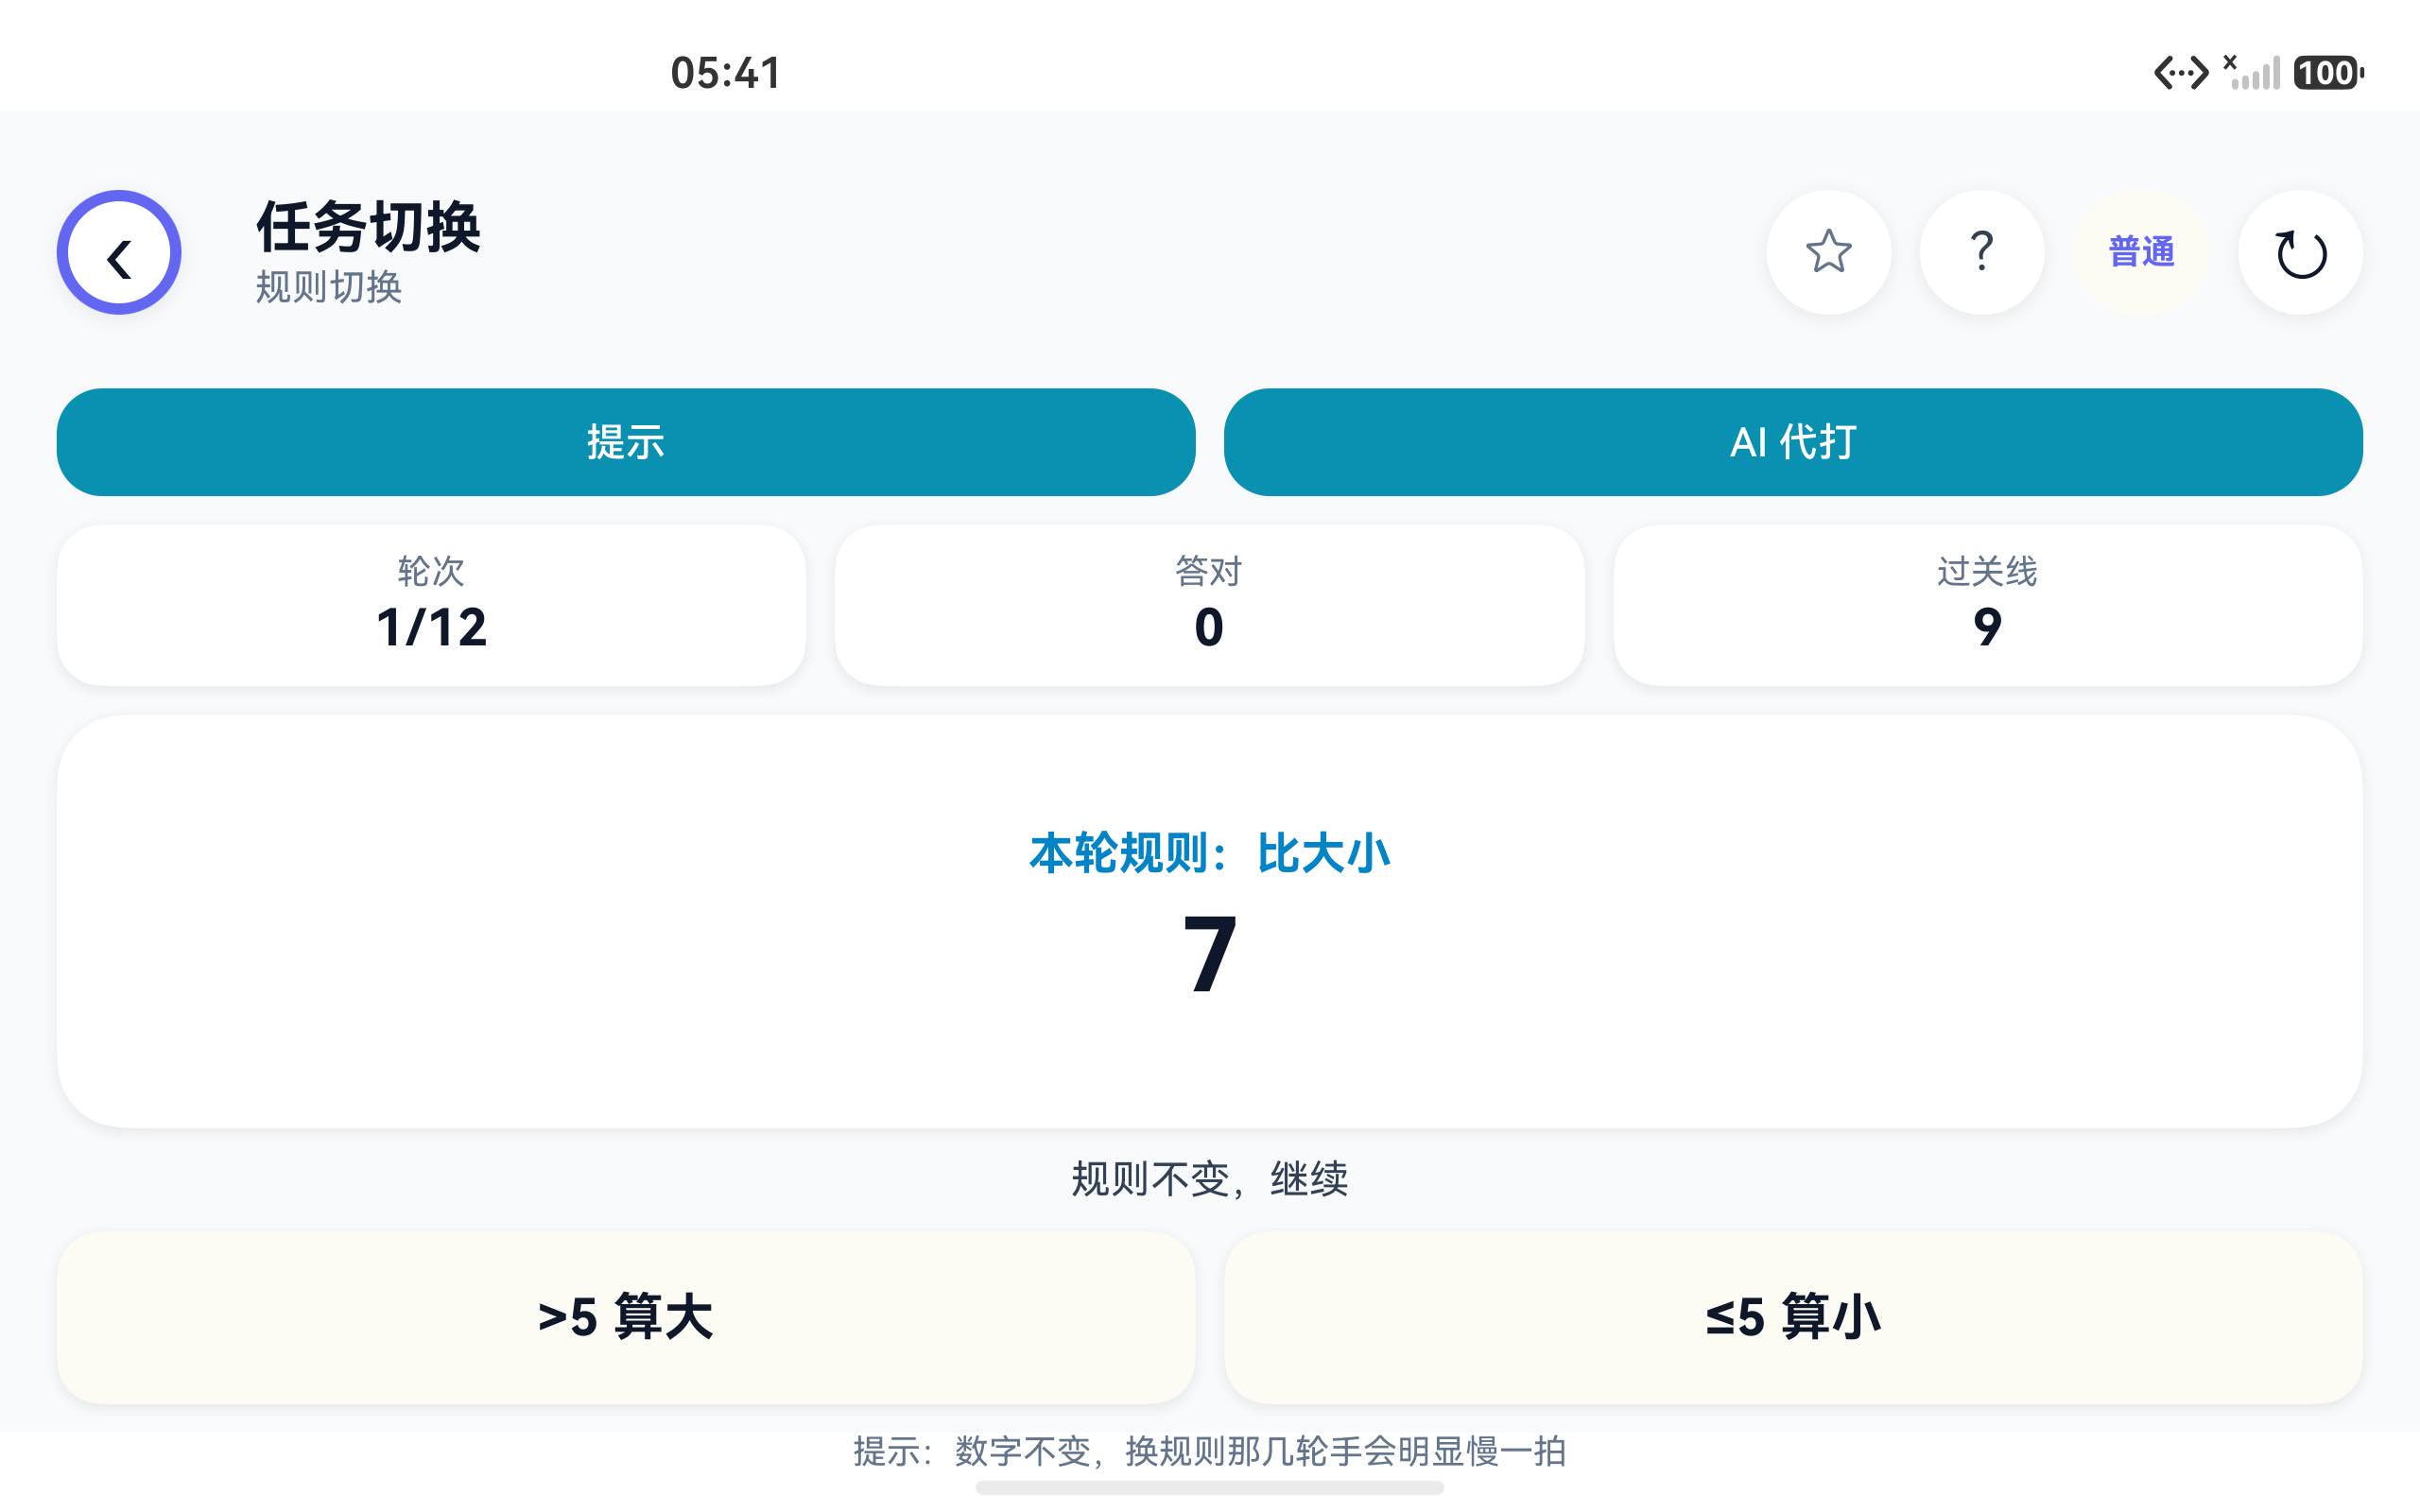 05:41
100
任务切换
规则切换
?
普通
提示
AI 代打
轮次
1/12
答对
0
过关线
9
本轮规则：比大小
7
规则不变，继续
>5 算大
≤5 算小
提示：数字不变，换规则那几轮手会明显慢一拍